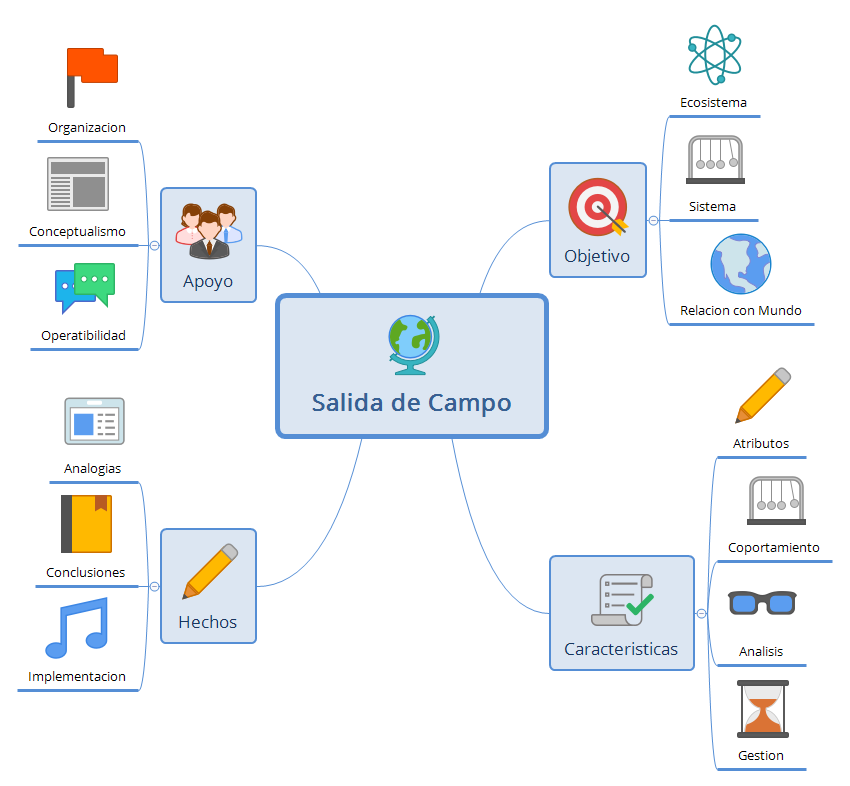 Salida de Campo
Objetivo
Ecosistema
Sistema
Relacion con Mundo
Caracteristicas
Atributos
Coportamiento
Analisis
Gestion
Hechos
Analogias
Conclusiones
Implementacion
Apoyo
Organizacion
Conceptualismo
Operatibilidad